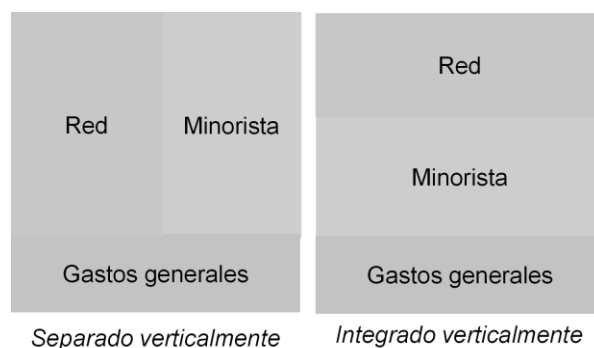 Red
Minorista
Gastos generales
Separado verticalmente
Red
Minorista
Gastos generales
Integrado verticalmente